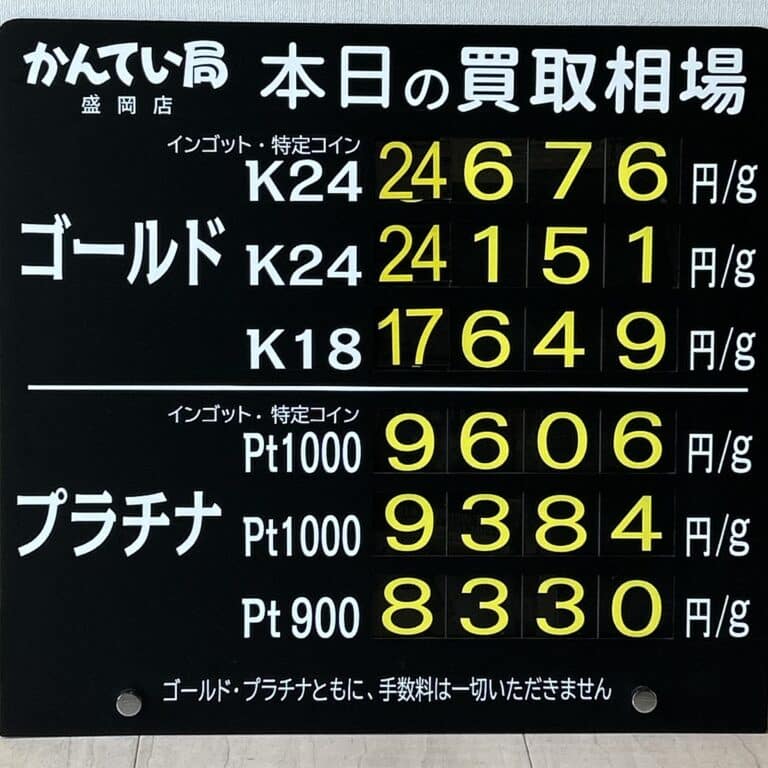 かんてい局
盛岡店
本日の買取相場
ゴールド
インゴット・特定コイン
K24 24676 円/g
K24 24151 円/g
K18 17649 円/g
プラチナ
インゴット・特定コイン
Pt1000 9606 円/g
Pt1000 9384 円/g
Pt900 8330 円/g
ゴールド・プラチナともに、手数料は一切いただきません